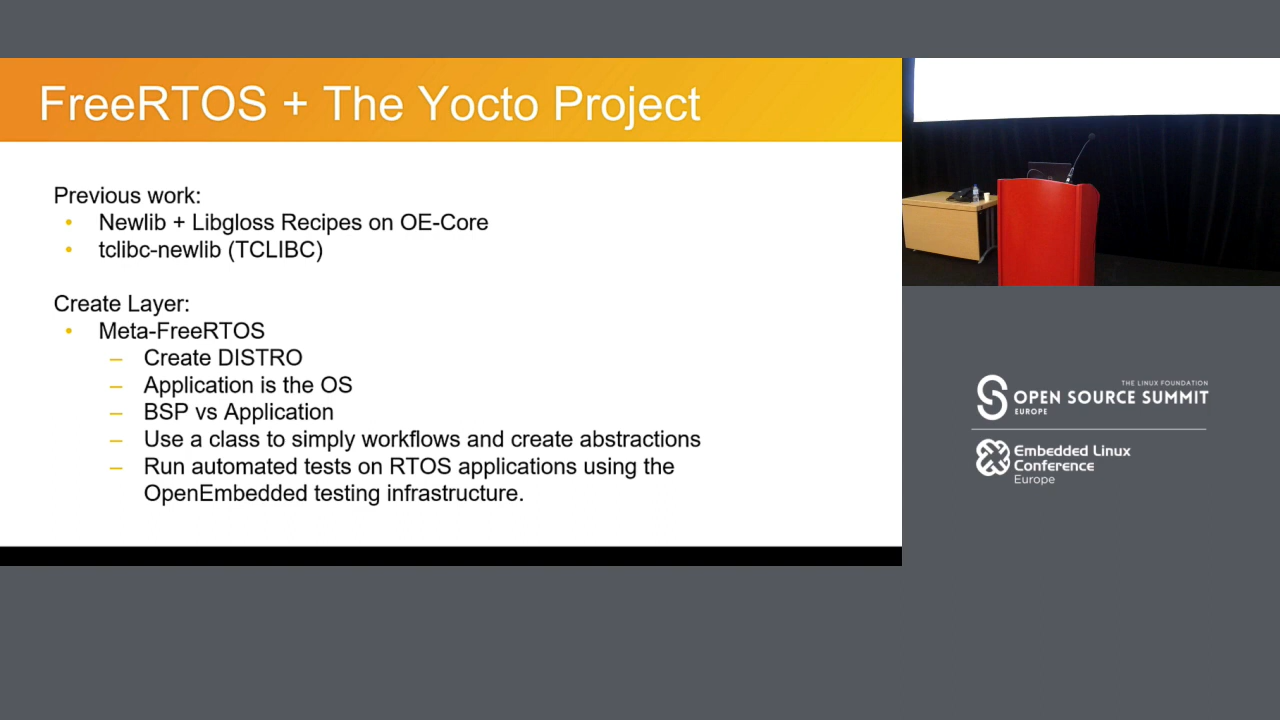 FreeRTOS + The Yocto Project
Previous work:
• Newlib + Libgloss Recipes on OE-Core
• tclibc-newlib (TCLIBC)
Create Layer:
• Meta-FreeRTOS
– Create DISTRO
– Application is the OS
– BSP vs Application
– Use a class to simply workflows and create abstractions
– Run automated tests on RTOS applications using the
OpenEmbedded testing infrastructure.
THE LINUX FOUNDATION
OPEN SOURCE SUMMIT
EUROPE
Embedded Linux
Conference
Europe